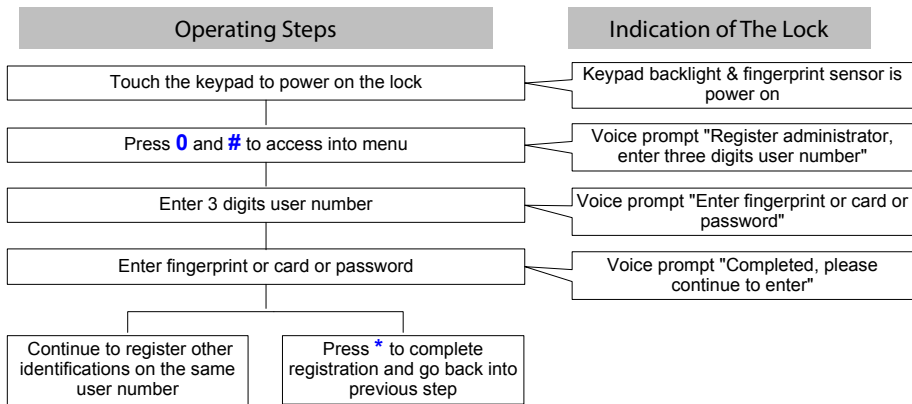 Operating Steps
Indication of The Lock
Touch the keypad to power on the lock
Keypad backlight & fingerprint sensor is
power on
Press 0 and # to access into menu
Voice prompt "Register administrator,
enter three digits user number"
Enter 3 digits user number
Voice prompt "Enter fingerprint or card or
password"
Enter fingerprint or card or password
Voice prompt "Completed, please
continue to enter"
Continue to register other
identifications on the same
user number
Press * to complete
registration and go back into
previous step